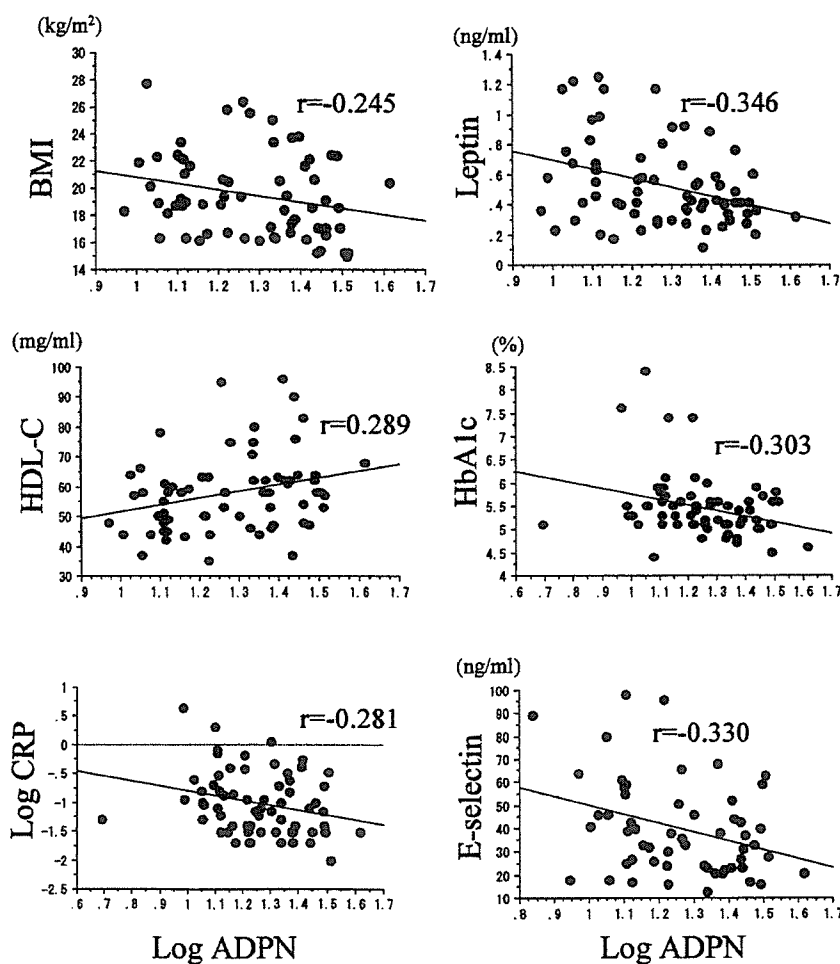 (kg/m²)
BMI
30
28
26
24
22
20
18
16
14
r=-0.245
.9 1 1.1 1.2 1.3 1.4 1.5 1.6 1.7
(ng/ml)
Leptin
1.4
1.2
1
.8
.6
.4
.2
0
r=-0.346
.9 1 1.1 1.2 1.3 1.4 1.5 1.6 1.7
(mg/ml)
HDL-C
100
90
80
70
60
50
40
30
r=0.289
.9 1 1.1 1.2 1.3 1.4 1.5 1.6 1.7
(%)
HbA1c
8.5
8
7.5
7
6.5
6
5.5
5
4.5
4
r=-0.303
.6 .7 .8 .9 1 1.1 1.2 1.3 1.4 1.5 1.6 1.7
Log CRP
1
.5
0
-.5
-1
-1.5
-2
-2.5
r=-0.281
.6 .7 .8 .9 1 1.1 1.2 1.3 1.4 1.5 1.6 1.7
Log ADPN
(ng/ml)
E-selectin
100
90
80
70
60
50
40
30
20
10
r=-0.330
.8 .9 1 1.1 1.2 1.3 1.4 1.5 1.6 1.7
Log ADPN